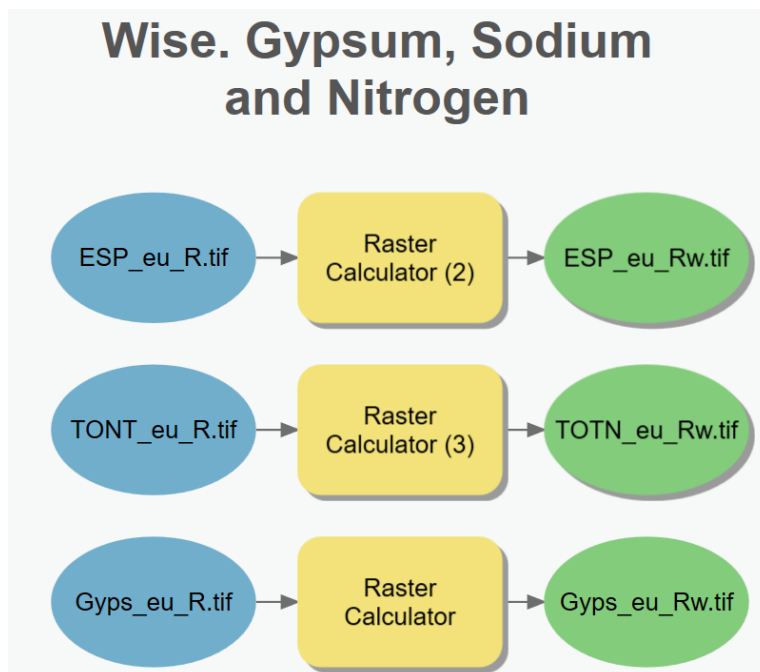 Wise. Gypsum, Sodium
and Nitrogen
ESP_eu_R.tif
Raster
Calculator (2)
ESP_eu_Rw.tif
TONT_eu_R.tif
Raster
Calculator (3)
TOTN_eu_Rw.tif
Gyps_eu_R.tif
Raster
Calculator
Gyps_eu_Rw.tif